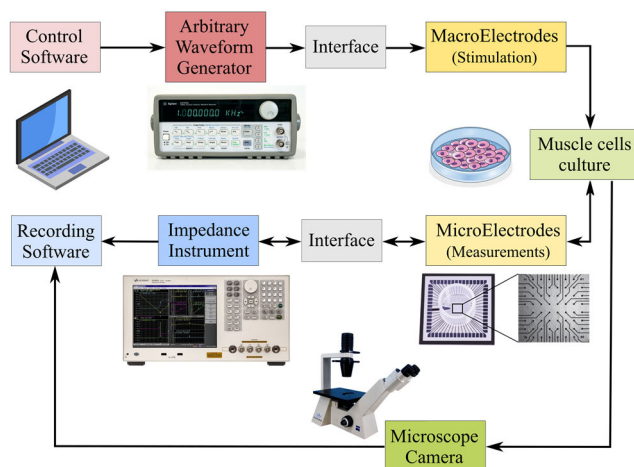 Control
Software
Arbitrary
Waveform
Generator
Interface
MacroElectrodes
(Stimulation)
Muscle cells
culture
Recording
Software
Impedance
Instrument
Interface
MicroElectrodes
(Measurements)
Microscope
Camera